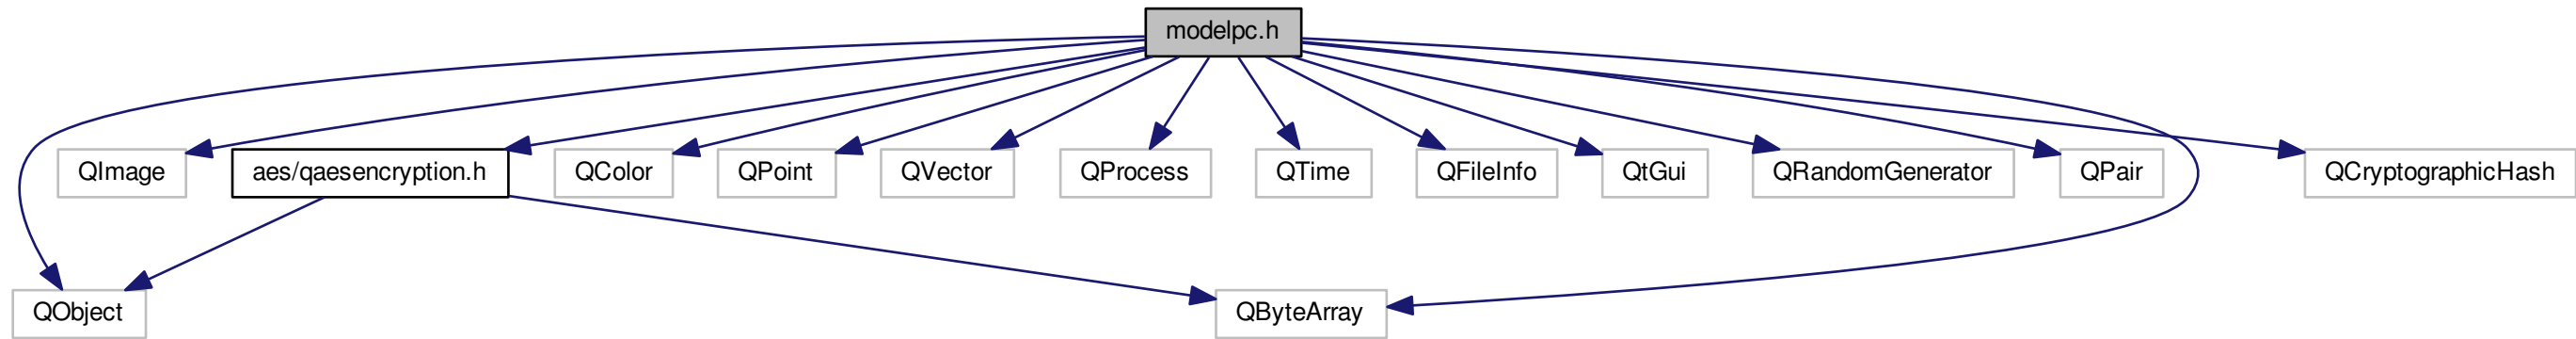 modelpc.h
QImage
aes/qaesencryption.h
QColor
QPoint
QVector
QProcess
QTime
QFileInfo
QtGui
QRandomGenerator
QPair
QCryptographicHash
QObject
QByteArray